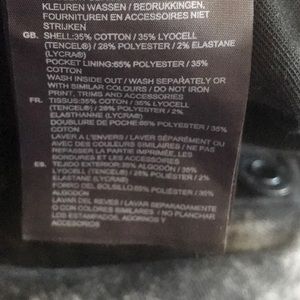 KLEUREN WASSEN / BEDRUKKINGEN,
FOURNITUREN EN ACCESSOIRES NIET
STRIJKEN
GB. SHELL:35% COTTON / 35% LYOCELL
(TENCEL®) / 28% POLYESTER / 2% ELASTANE
(LYCRA®)
POCKET LINING:65% POLYESTER / 35%
COTTON
WASH INSIDE OUT / WASH SEPARATELY OR
WITH SIMILAR COLOURS / DO NOT IRON
PRINT, TRIMS AND ACCESSORIES
FR. TISSUS:35% COTON / 35% LYOCELL
(TENCEL®) / 28% POLYESTER / 2%
ELASTHANNE (LYCRA®)
DOUBLURE DE POCHE:65% POLYESTER / 35%
COTON
LAVER A L'ENVERS / LAVER SÉPARÉMENT OU
AVEC DES COULEURS SIMILAIRES / NE PAS
REPASSER LA PARTIE IMPRIMÉE, LES
BORDURES ET LES ACCESSOIRES
ES. TEJIDO EXTERIOR:35% ALGODÓN / 35%
LYOCELL (TENCEL®) / 28% POLIÉSTER / 2%
ELASTANE (LYCRA®)
FORRO DEL BOLSILLO:65% POLIÉSTER / 35%
ALGODÓN
LAVAR DEL REVES / LAVAR SEPARADAMENTE
O CON COLORES SIMILARES / NO PLANCHAR
LOS ESTAMPADOS, ADORNOS Y
ACCESORIOS